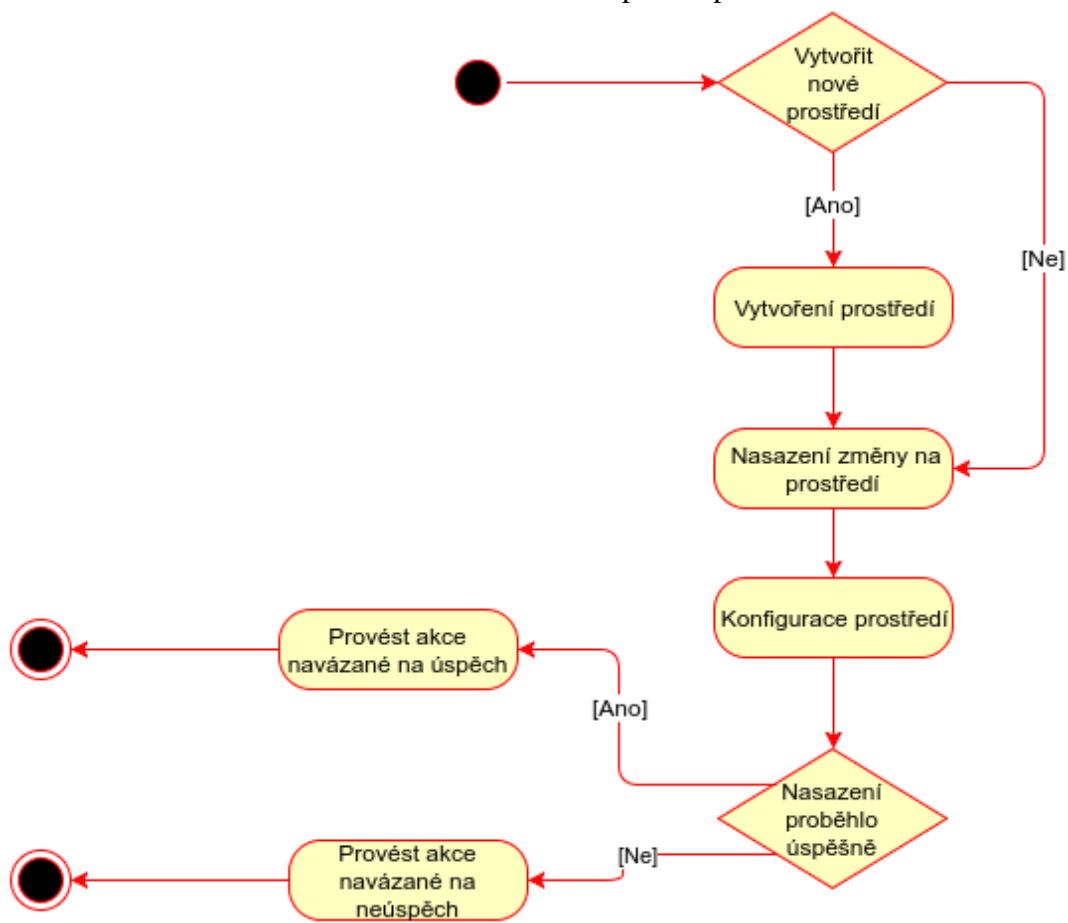 Vytvořit
nové
prostředí
[Ano]
[Ne]
Vytvoření prostředí
Nasazení změny na
prostředí
Konfigurace prostředí
Provést akce
navázané na úspěch
[Ano]
Nasazení
proběhlo
úspěšně
[Ne]
Provést akce
navázané na
neúspěch